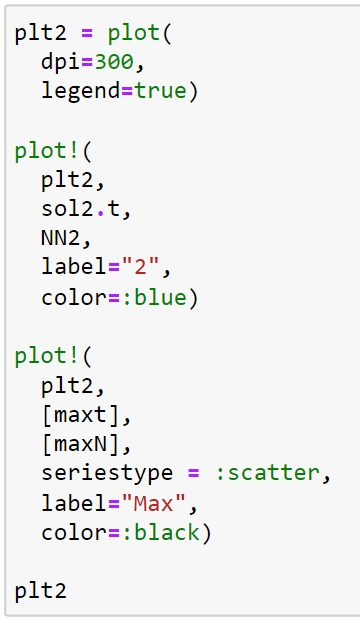 plt2 = plot(
  dpi=300,
  legend=true)

plot!(
  plt2,
  sol2.t,
  NN2,
  label="2",
  color=:blue)

plot!(
  plt2,
  [maxt],
  [maxN],
  seriestype = :scatter,
  label="Max",
  color=:black)

plt2